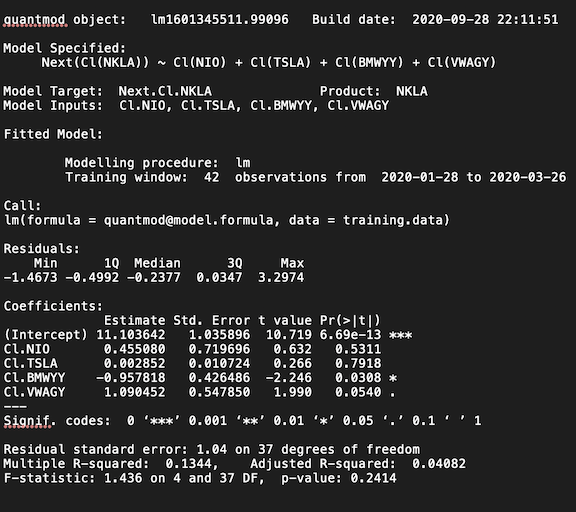 quantmod object:   lm1601345511.99096   Build date:  2020-09-28 22:11:51
Model Specified:
     Next(Cl(NKLA)) ~ Cl(NIO) + Cl(TSLA) + Cl(BMWYY) + Cl(VWAGY)
Model Target:  Next.Cl.NKLA              Product:  NKLA
Model Inputs:  Cl.NIO, Cl.TSLA, Cl.BMWYY, Cl.VWAGY
Fitted Model:
        Modelling procedure:  lm
        Training window:  42  observations from  2020-01-28 to 2020-03-26
Call:
lm(formula = quantmod@model.formula, data = training.data)
Residuals:
    Min      1Q  Median      3Q     Max
-1.4673 -0.4992 -0.2377  0.0347  3.2974
Coefficients:
             Estimate Std. Error t value Pr(>|t|)
(Intercept) 11.103642   1.035896  10.719 6.69e-13 ***
Cl.NIO       0.455080   0.719696   0.632   0.5311
Cl.TSLA      0.002852   0.010724   0.266   0.7918
Cl.BMWYY    -0.957818   0.426486  -2.246   0.0308 *
Cl.VWAGY     1.090452   0.547850   1.990   0.0540 .
---
Signif. codes:  0 ‘***’ 0.001 ‘**’ 0.01 ‘*’ 0.05 ‘.’ 0.1 ‘ ’ 1
Residual standard error: 1.04 on 37 degrees of freedom
Multiple R-squared:  0.1344,    Adjusted R-squared:  0.04082
F-statistic: 1.436 on 4 and 37 DF,  p-value: 0.2414